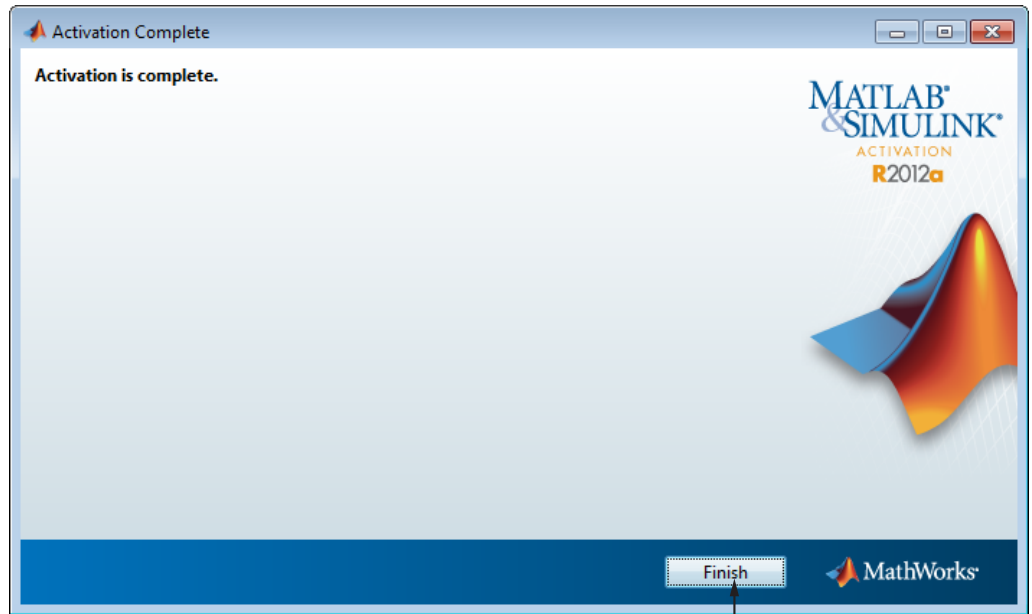 Activation Complete
Activation is complete.
MATLAB®
&SIMULINK®
ACTIVATION
R2012a
Finish
MathWorks®